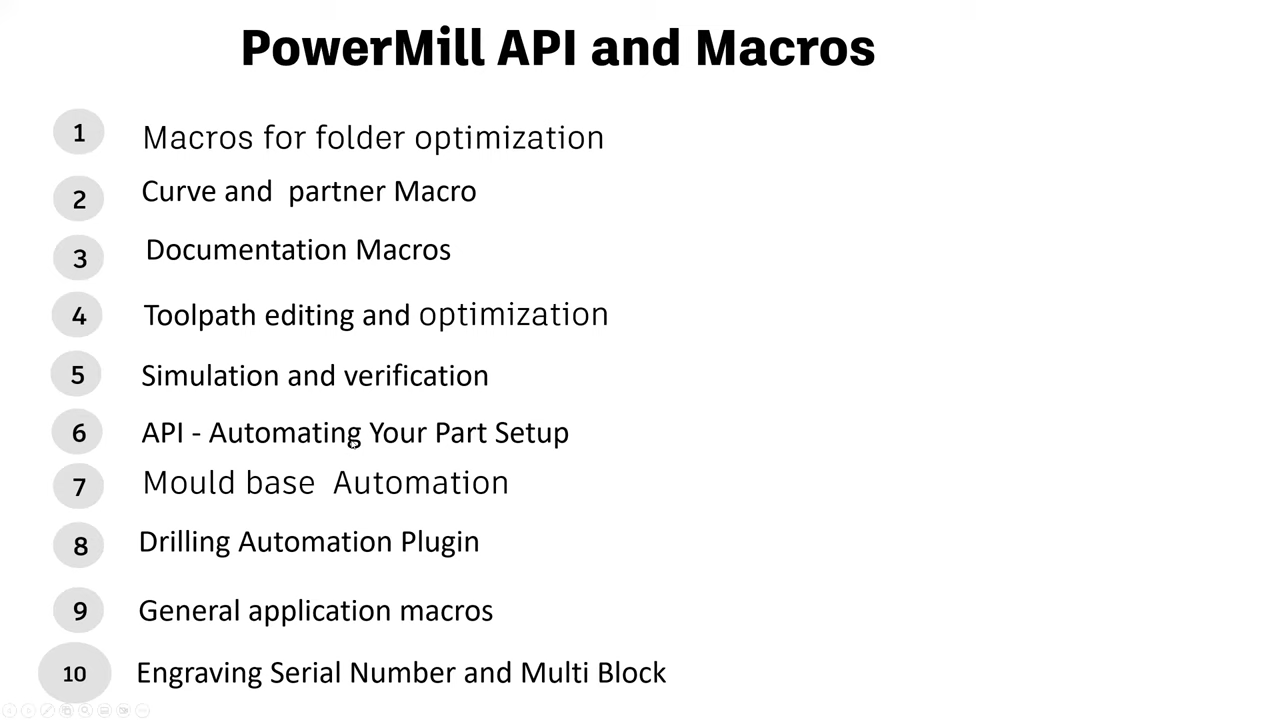 PowerMill API and Macros
1 Macros for folder optimization
2 Curve and partner Macro
3 Documentation Macros
4 Toolpath editing and optimization
5 Simulation and verification
6 API - Automating Your Part Setup
7 Mould base Automation
8 Drilling Automation Plugin
9 General application macros
10 Engraving Serial Number and Multi Block